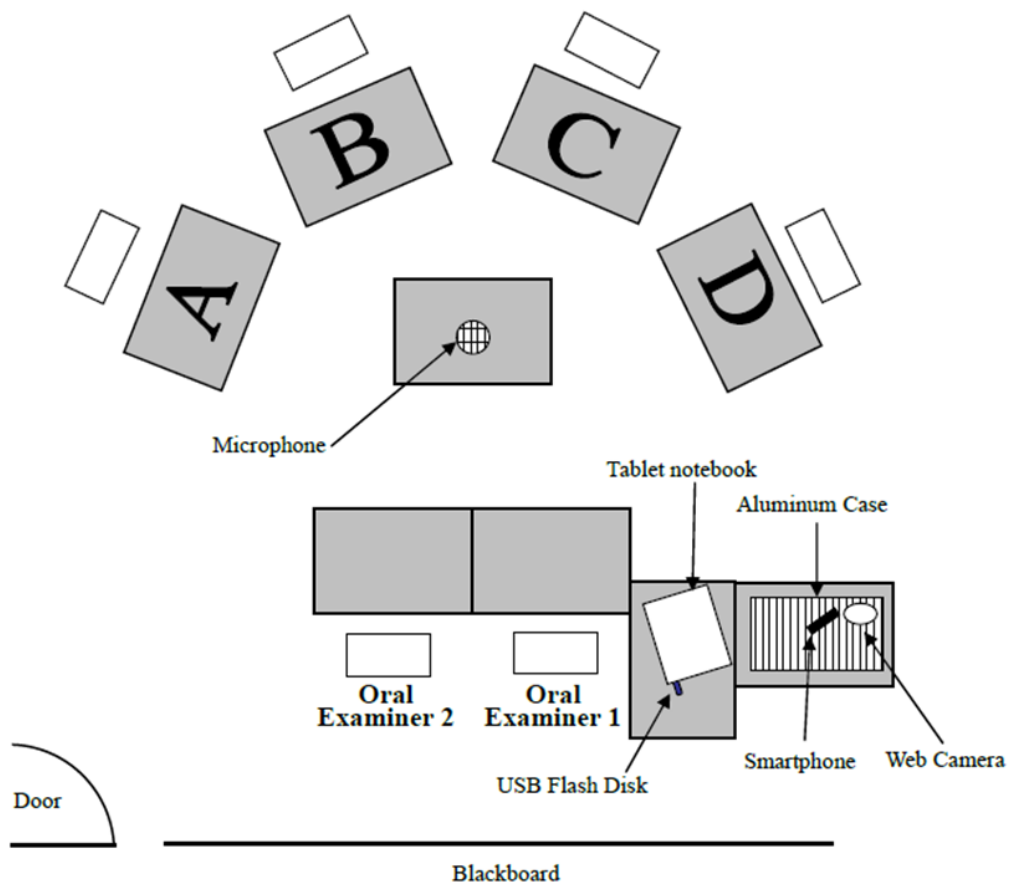 B
C
A
D
Microphone
Tablet notebook
Aluminum Case
Oral
Examiner 2
Oral
Examiner 1
Smartphone
Web Camera
USB Flash Disk
Door
Blackboard